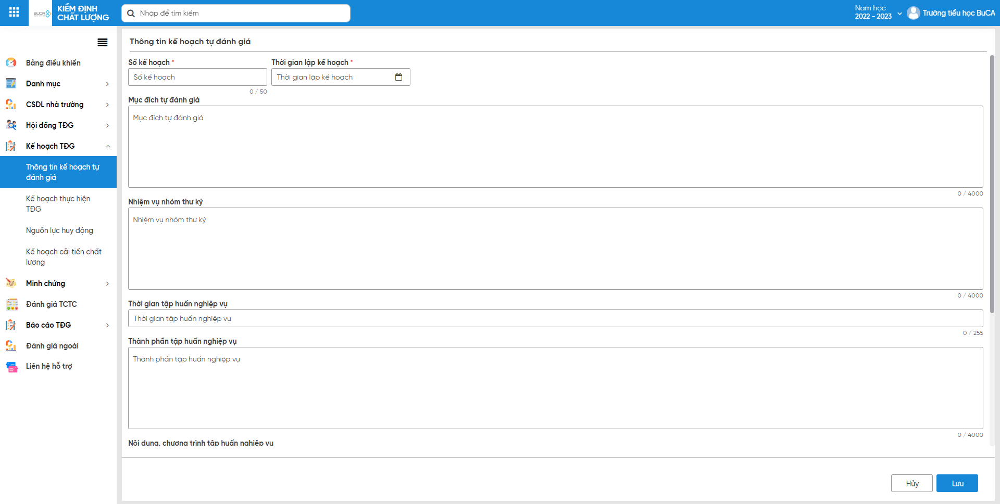 BUCA
KIỂM ĐỊNH
CHẤT LƯỢNG
Nhập để tìm kiếm
Năm học
2022 - 2023
Trường tiểu học BuCA
Bảng điều khiển
Danh mục
CSDL nhà trường
Hội đồng TĐG
Kế hoạch TĐG
Thông tin kế hoạch tự
đánh giá
Kế hoạch thực hiện
TĐG
Nguồn lực huy động
Kế hoạch cải tiến chất
lượng
Minh chứng
Đánh giá TCTC
Báo cáo TĐG
Đánh giá ngoài
Liên hệ hỗ trợ
Thông tin kế hoạch tự đánh giá
Số kế hoạch *
Thời gian lập kế hoạch *
Số kế hoạch
Thời gian lập kế hoạch
0 / 50
Mục đích tự đánh giá
Mục đích tự đánh giá
0 / 4000
Nhiệm vụ nhóm thư ký
Nhiệm vụ nhóm thư ký
0 / 4000
Thời gian tập huấn nghiệp vụ
Thời gian tập huấn nghiệp vụ
0 / 255
Thành phần tập huấn nghiệp vụ
Thành phần tập huấn nghiệp vụ
0 / 4000
Nội dung, chương trình tập huấn nghiệp vụ
Hủy
Lưu